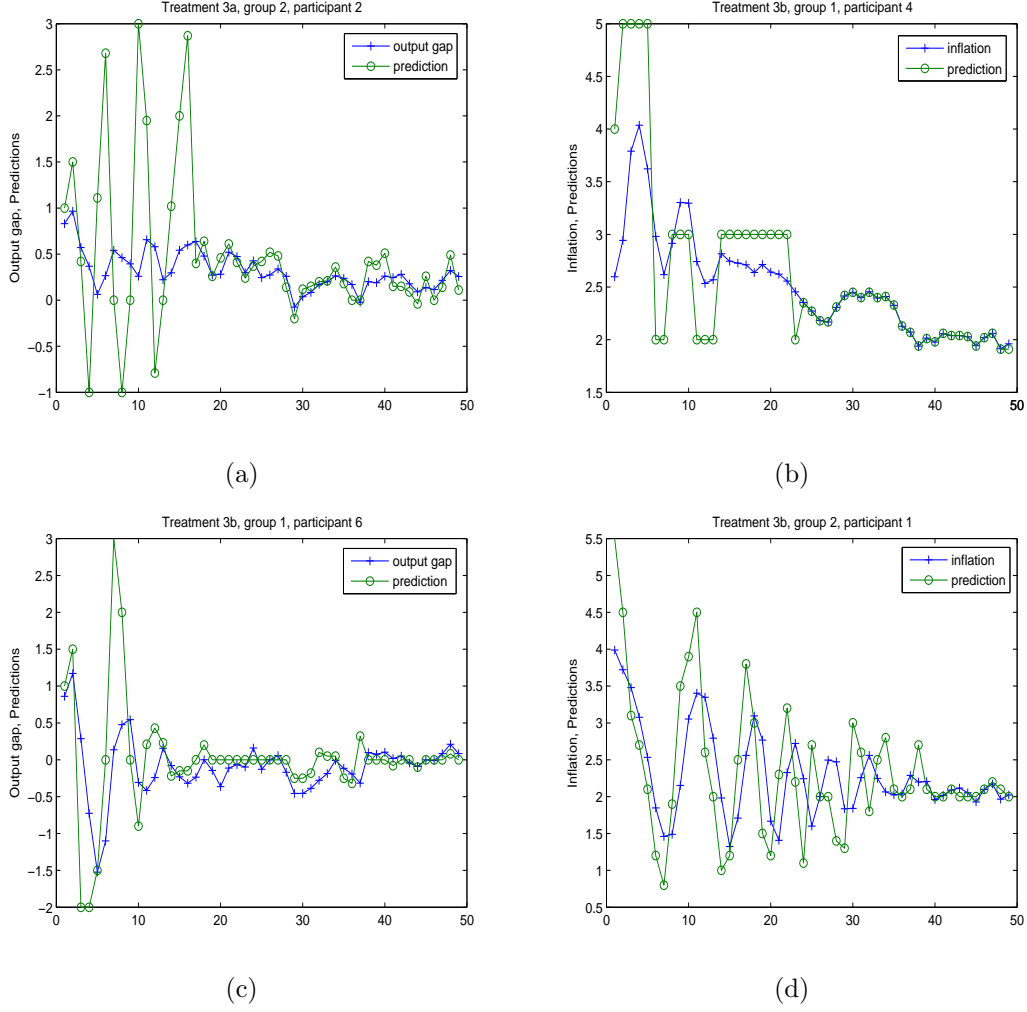 Treatment 3a, group 2, participant 2
3
2.5
2
1.5
1
0.5
0
−0.5
−1
0 10 20 30 40 50
Output gap, Predictions
output gap
prediction
(a)
Treatment 3b, group 1, participant 4
5
4.5
4
3.5
3
2.5
2
1.5
0 10 20 30 40 50
Inflation, Predictions
inflation
prediction
(b)
Treatment 3b, group 1, participant 6
3
2.5
2
1.5
1
0.5
0
−0.5
−1
−1.5
−2
0 10 20 30 40 50
Output gap, Predictions
output gap
prediction
(c)
Treatment 3b, group 2, participant 1
5.5
5
4.5
4
3.5
3
2.5
2
1.5
1
0.5
0 10 20 30 40 50
Inflation, Predictions
inflation
prediction
(d)